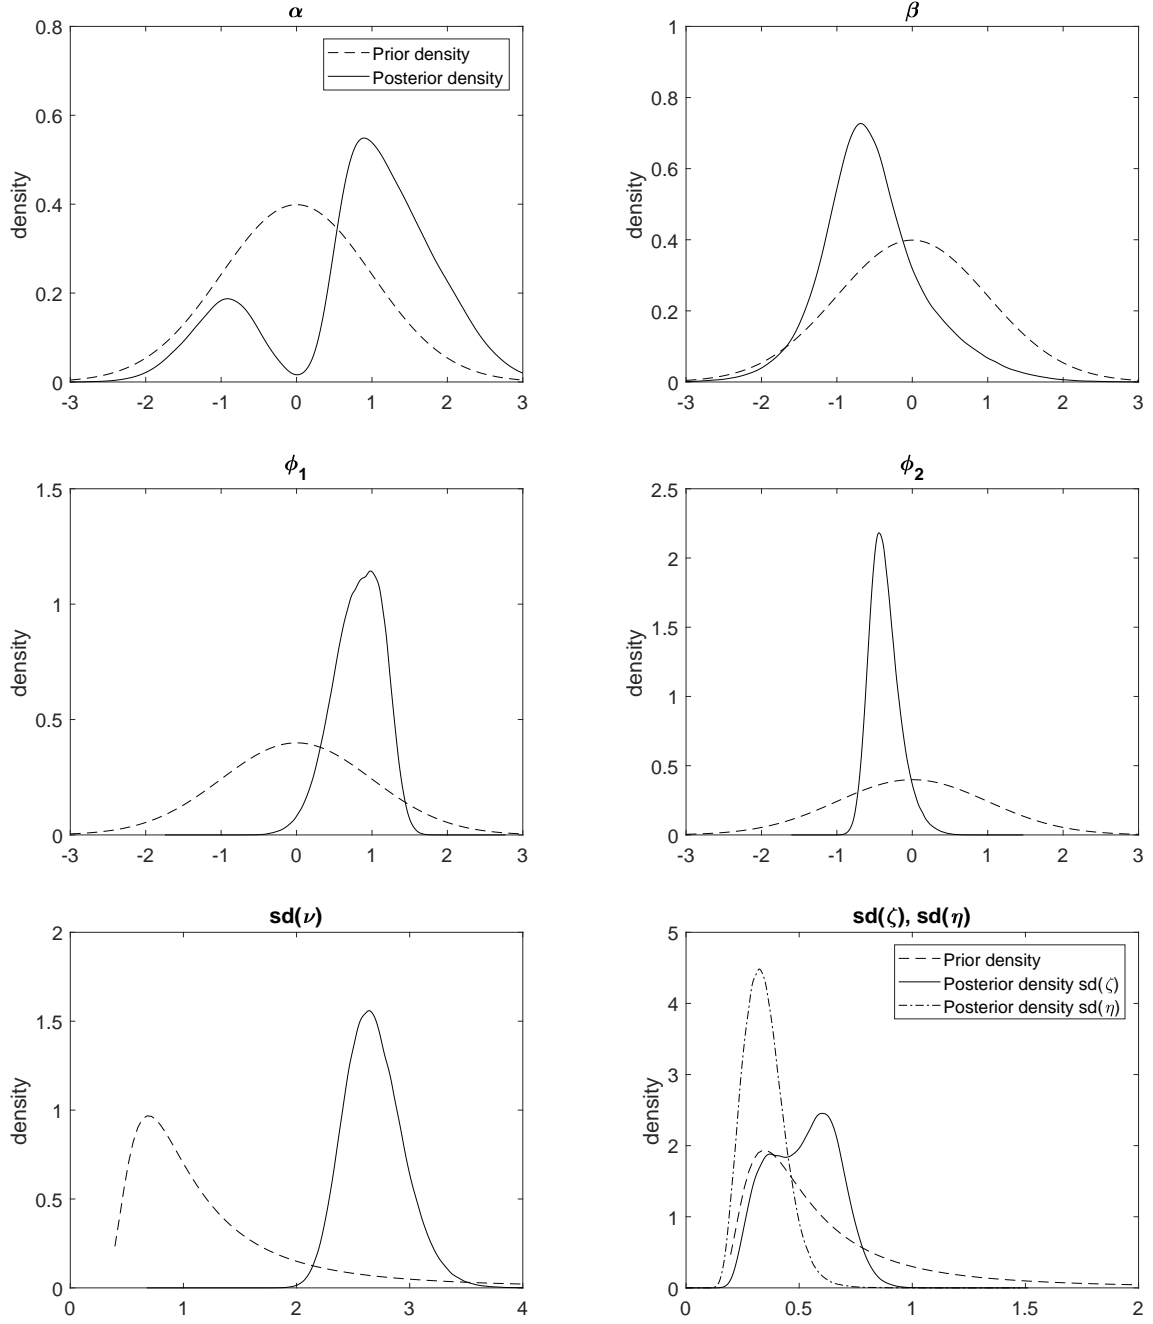 α
0.8
0.6
0.4
0.2
0
density
Prior density
Posterior density
-3 -2 -1 0 1 2 3
β
1
0.8
0.6
0.4
0.2
0
density
-3 -2 -1 0 1 2 3
ϕ1
1.5
1
0.5
0
density
-3 -2 -1 0 1 2 3
ϕ2
2.5
2
1.5
1
0.5
0
density
-3 -2 -1 0 1 2 3
sd(ν)
2
1.5
1
0.5
0
density
0 1 2 3 4
sd(ζ), sd(η)
5
4
3
2
1
0
density
Prior density
Posterior density sd(ζ)
Posterior density sd(η)
0 0.5 1 1.5 2